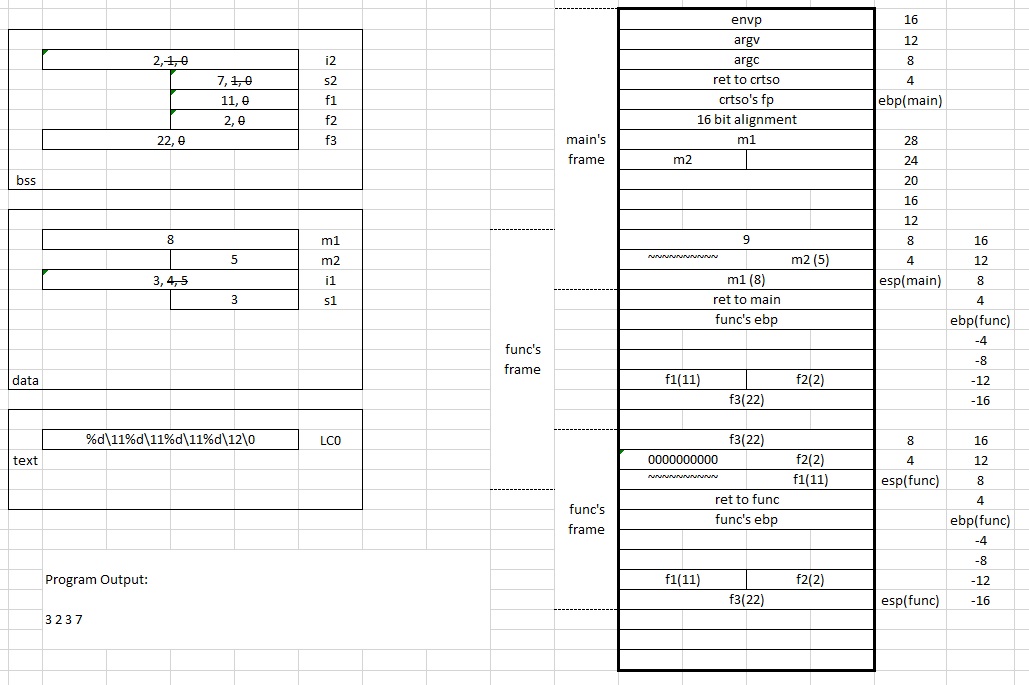 2, 1, 0 i2
7, 1, 0 s2
11, 0 f1
2, 0 f2
22, 0 f3
bss
8 m1
5 m2
3, 4, 5 i1
3 s1
data
%d\11%d\11%d\11%d\12\0 LC0
text
Program Output:
3 2 3 7
main's
frame
func's
frame
func's
frame
envp 16
argv 12
argc 8
ret to crtso 4
crtso's fp ebp(main)
16 bit alignment
m1 28
m2 24
20
16
12
9 8 16
~~~~~~~~~~ m2 (5) 4 12
m1 (8) esp(main) 8
ret to main 4
func's ebp ebp(func)
-4
-8
f1(11) f2(2) -12
f3(22) -16
f3(22) 8 16
0000000000 f2(2) 4 12
~~~~~~~~~~ f1(11) esp(func) 8
ret to func 4
func's ebp ebp(func)
-4
-8
f1(11) f2(2) -12
f3(22) esp(func) -16